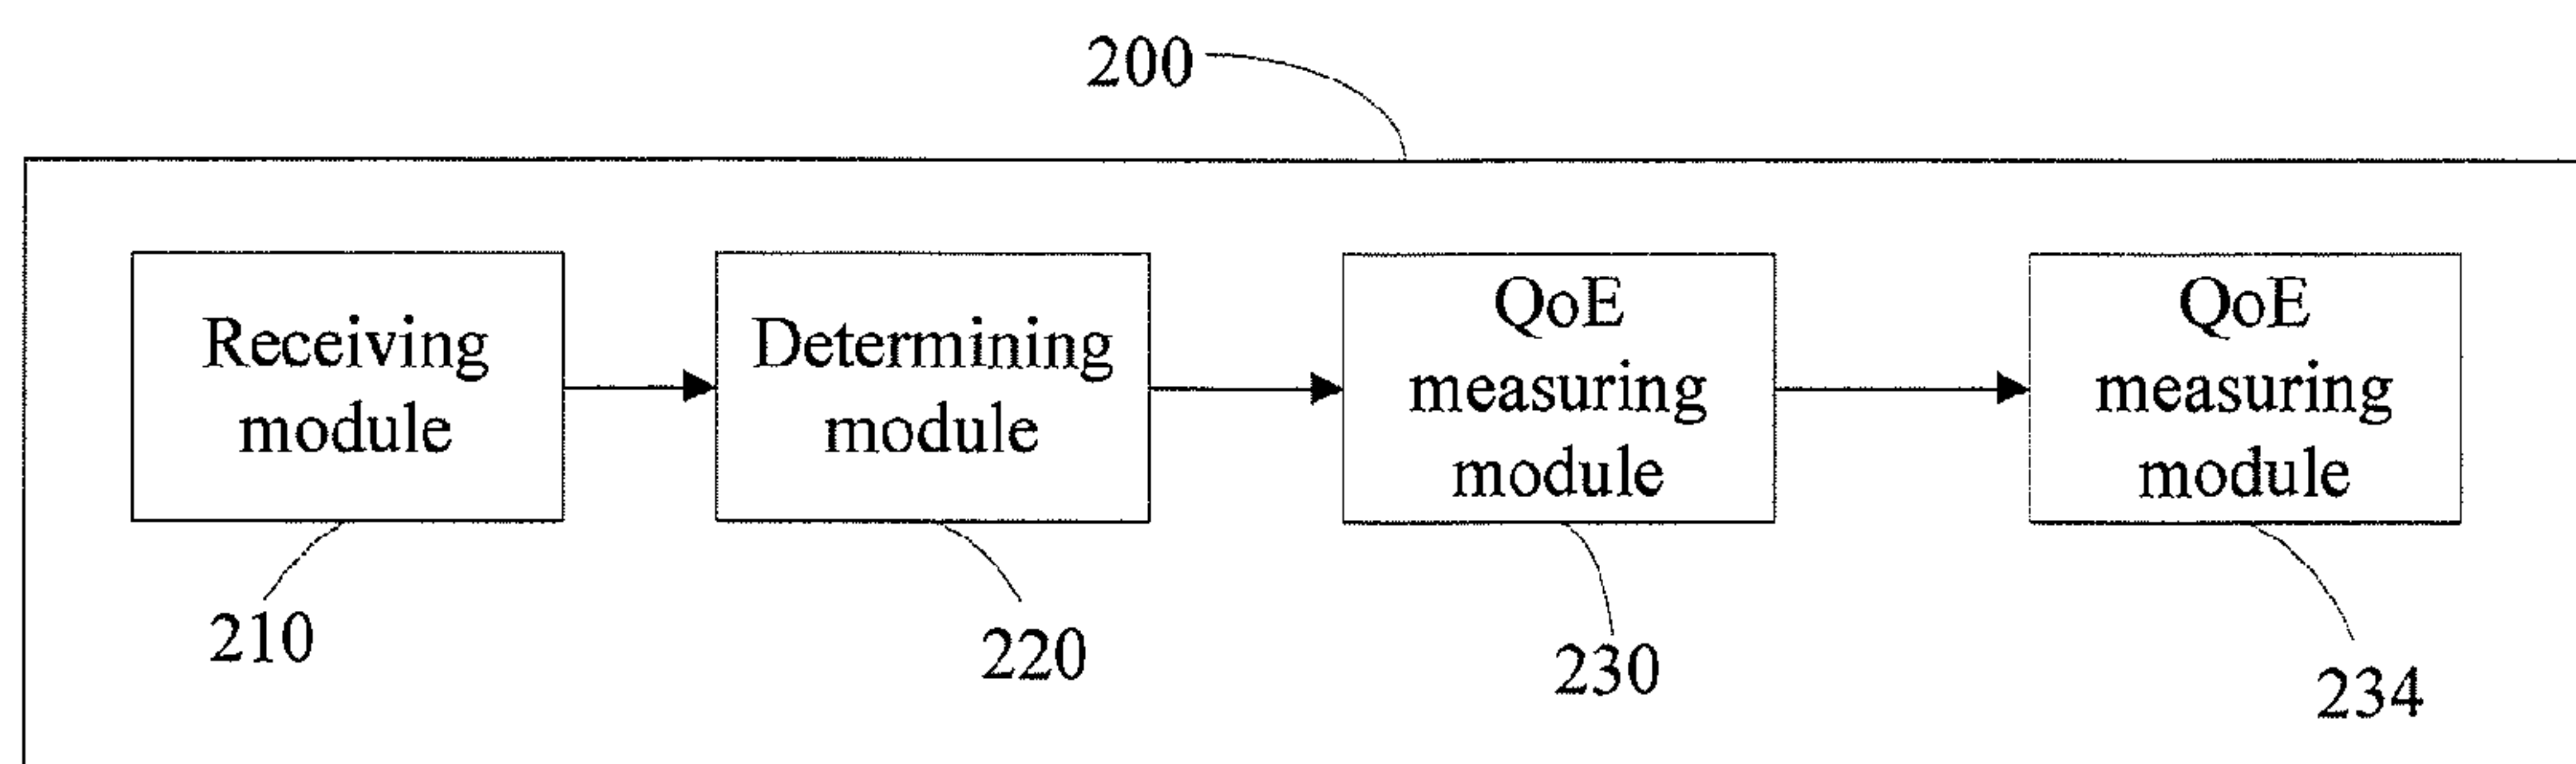 200
Receiving
module
Determining
module
QoE
measuring
module
QoE
measuring
module
210
220
230
234